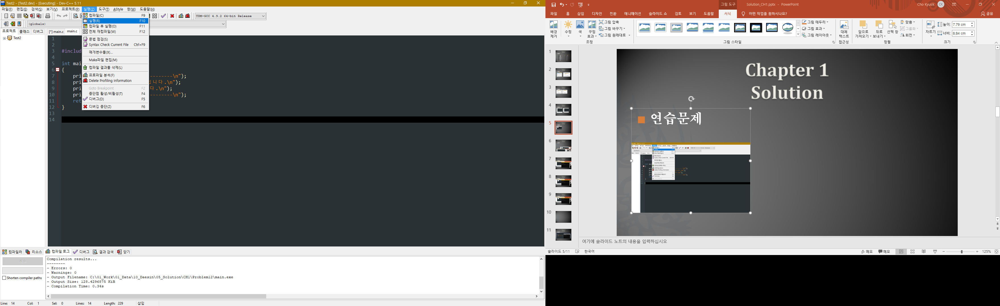 Test2 - [Test2.dev] - [Executing] - Dev-C++ 5.11
파일(F) 편집(E) 검색(S) 보기(V) 프로젝트(P) 실행(Z) 도구(T) AStyle 창(W) 도움말(H)
TDM-GCC 4.9.2 64-bit Release
(globals)
프로젝트 클래스 디버그
[*] main.c main.c
Test2
컴파일(C) F9
실행(R) F10
컴파일 후 실행(O) F11
전체 재컴파일(W) F12
문법 점검(S)
Syntax Check Current File Ctrl+F9
매개변수들(X)...
Make파일 편집(M)
컴파일 결과물 삭제(L)
프로파일 분석(F)
Delete Profiling Information
Goto Breakpoint F2
중단점 활성/비활성(T) F4
디버그(D) F5
디버깅 중단(Z) F6
1
2
3 #includ
4
5 int mai
6 {
7 pri --------\n");
8 pri 니다.\n");
9 pri 다.\n");
10 pri --------\n");
11 ret
12 }
13
14
컴파일러 리소스 컴파일 로그 디버그 결과 검색 닫기
취소
Shorten compiler paths
Compilation results...
--------
- Errors: 0
- Warnings: 0
- Output Filename: C:\01_Work\01_Data\10_Daesin\05_Solution\CH1\Problem12\main.exe
- Output Size: 128.4296875 KiB
- Compilation Time: 0.34s
Line: 14 Col: 1 Sel: 0 Lines: 14 Length: 229 삽입
그림 도구 Solution_CH1.pptx - PowerPoint Cho Kyusik CK
파일 홈 삽입 디자인 전환 애니메이션 슬라이드 쇼 검토 보기 도움말 서식 어떤 작업을 원하시나요? 공유
배경 제거
수정
색
꾸밈 효과
그림 압축
그림 바꾸기
그림 원래대로
조정
그림 스타일
그림 테두리
그림 효과
그림 레이아웃
대체 텍스트
접근성
앞으로 가져오기
뒤로 보내기
선택 창
맞춤
그룹화
회전
정렬
자르기
높이: 7.79 cm
너비: 8.84 cm
크기
1
2
3
4
5
6
7
8
9
10
11
Chapter 1
Solution
연습문제
여기에 슬라이드 노트의 내용을 입력하십시오
슬라이드 5/11 한국어 메모 메모 125%